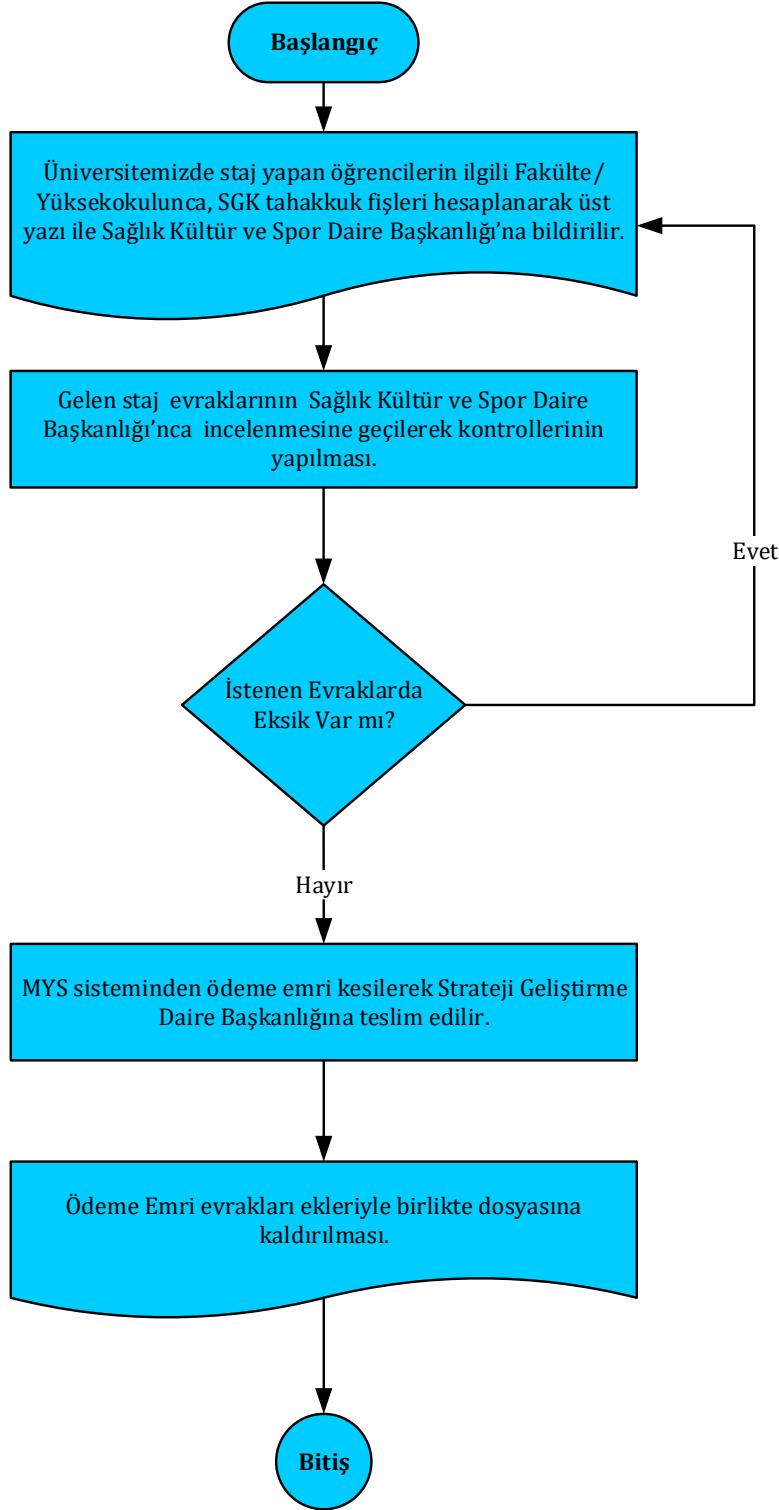 Başlangıç
Üniversitemizde staj yapan öğrencilerin ilgili Fakülte/
Yüksekokulunca, SGK tahakkuk fişleri hesaplanarak üst
yazı ile Sağlık Kültür ve Spor Daire Başkanlığı’na bildirilir.
Gelen staj evraklarının Sağlık Kültür ve Spor Daire
Başkanlığı’nca incelenmesine geçilerek kontrollerinin
yapılması.
Evet
İstenen Evraklarda
Eksik Var mı?
Hayır
MYS sisteminden ödeme emri kesilerek Strateji Geliştirme
Daire Başkanlığına teslim edilir.
Ödeme Emri evrakları ekleriyle birlikte dosyasına
kaldırılması.
Bitiş